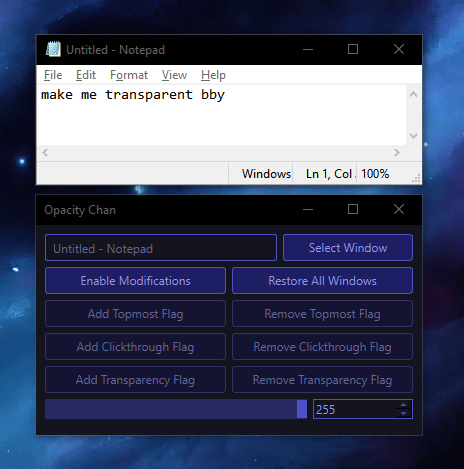 Untitled - Notepad
File Edit Format View Help
make me transparent bby
Windows Ln 1, Col 100%
Opacity Chan
Untitled - Notepad Select Window
Enable Modifications Restore All Windows
Add Topmost Flag Remove Topmost Flag
Add Clickthrough Flag Remove Clickthrough Flag
Add Transparency Flag Remove Transparency Flag
255